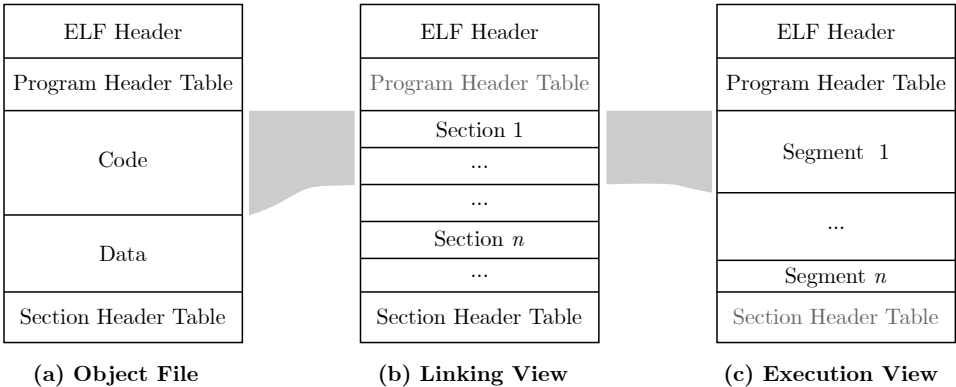 ELF Header
Program Header Table
Code
Data
Section Header Table
(a) Object File
ELF Header
Program Header Table
Section 1
...
...
Section n
...
Section Header Table
(b) Linking View
ELF Header
Program Header Table
Segment 1
...
Segment n
Section Header Table
(c) Execution View